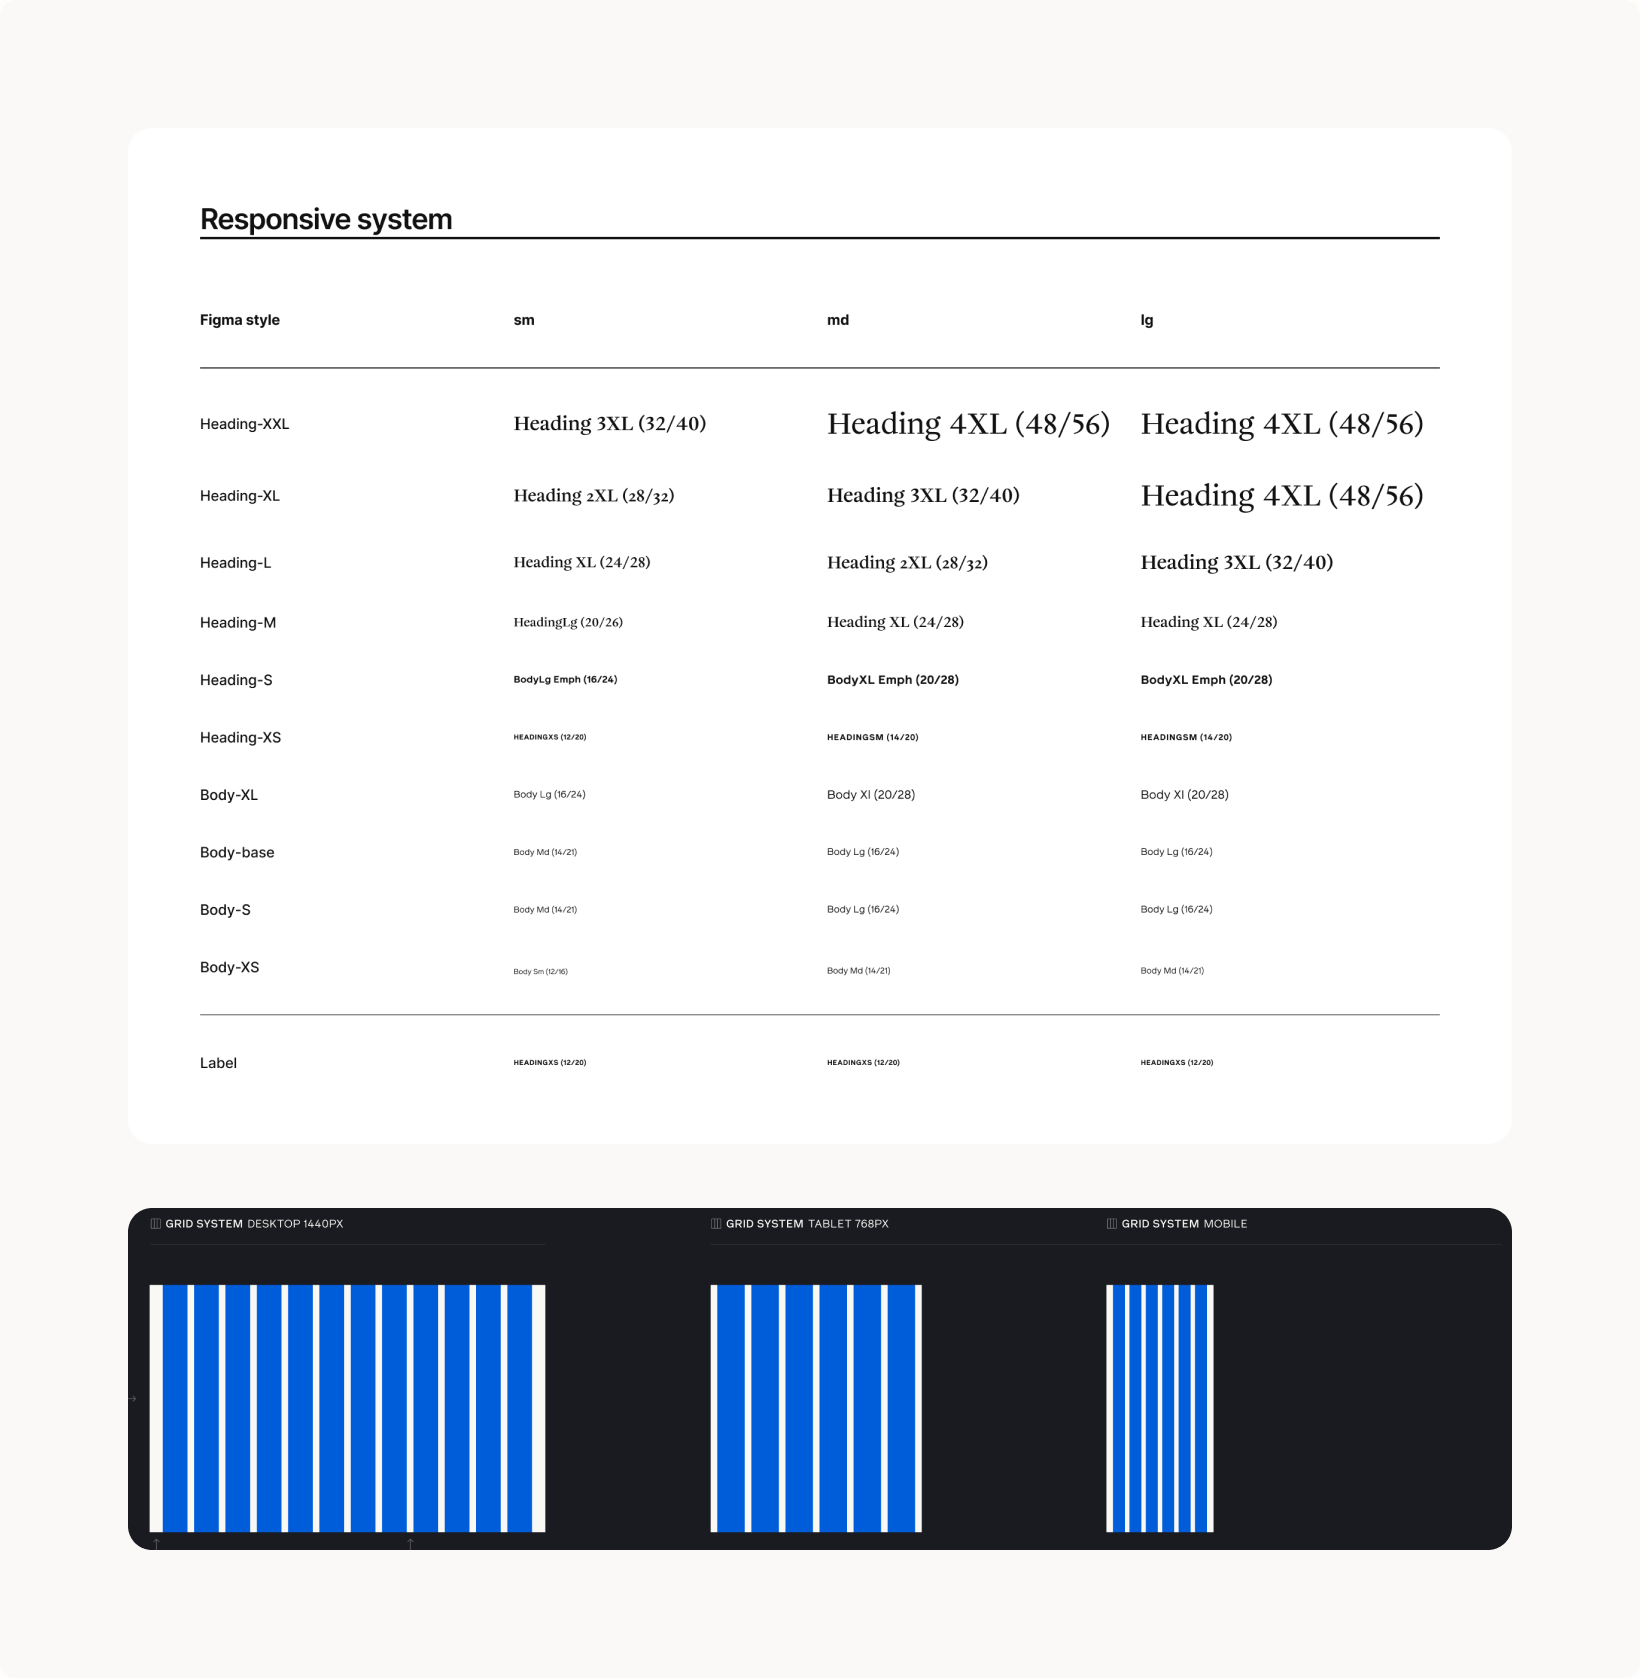 Responsive system
Figma style sm md lg
Heading-XXL Heading 3XL (32/40) Heading 4XL (48/56) Heading 4XL (48/56)
Heading-XL Heading 2XL (28/32) Heading 3XL (32/40) Heading 4XL (48/56)
Heading-L Heading XL (24/28) Heading 2XL (28/32) Heading 3XL (32/40)
Heading-M HeadingLg (20/26) Heading XL (24/28) Heading XL (24/28)
Heading-S BodyLg Emph (16/24) BodyXL Emph (20/28) BodyXL Emph (20/28)
Heading-XS HEADINGXS (12/20) HEADINGSM (14/20) HEADINGSM (14/20)
Body-XL Body Lg (16/24) Body Xl (20/28) Body Xl (20/28)
Body-base Body Md (14/21) Body Lg (16/24) Body Lg (16/24)
Body-S Body Md (14/21) Body Lg (16/24) Body Lg (16/24)
Body-XS Body Sm (12/16) Body Md (14/21) Body Md (14/21)
Label HEADINGXS (12/20) HEADINGXS (12/20) HEADINGXS (12/20)
GRID SYSTEM DESKTOP 1440PX GRID SYSTEM TABLET 768PX GRID SYSTEM MOBILE